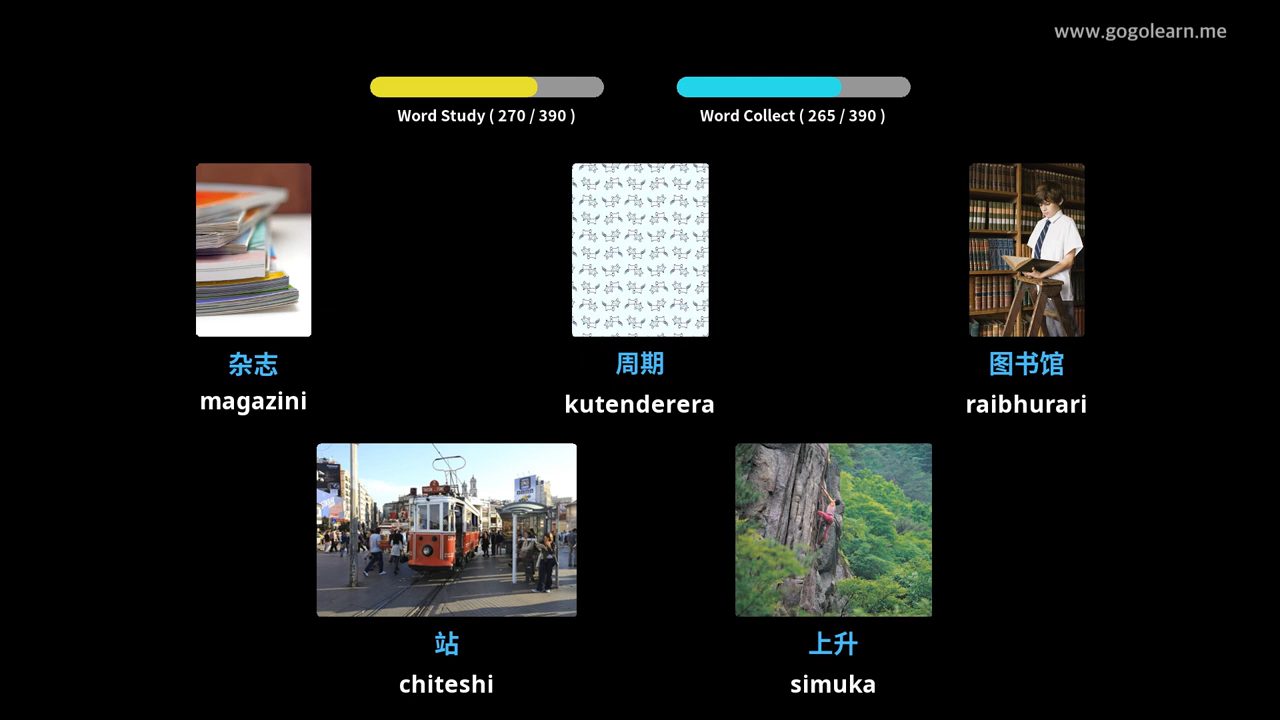 www.gogolearn.me
Word Study ( 270 / 390 )
Word Collect ( 265 / 390 )
杂志
magazini
周期
kutenderera
图书馆
raibhurari
站
chiteshi
上升
simuka